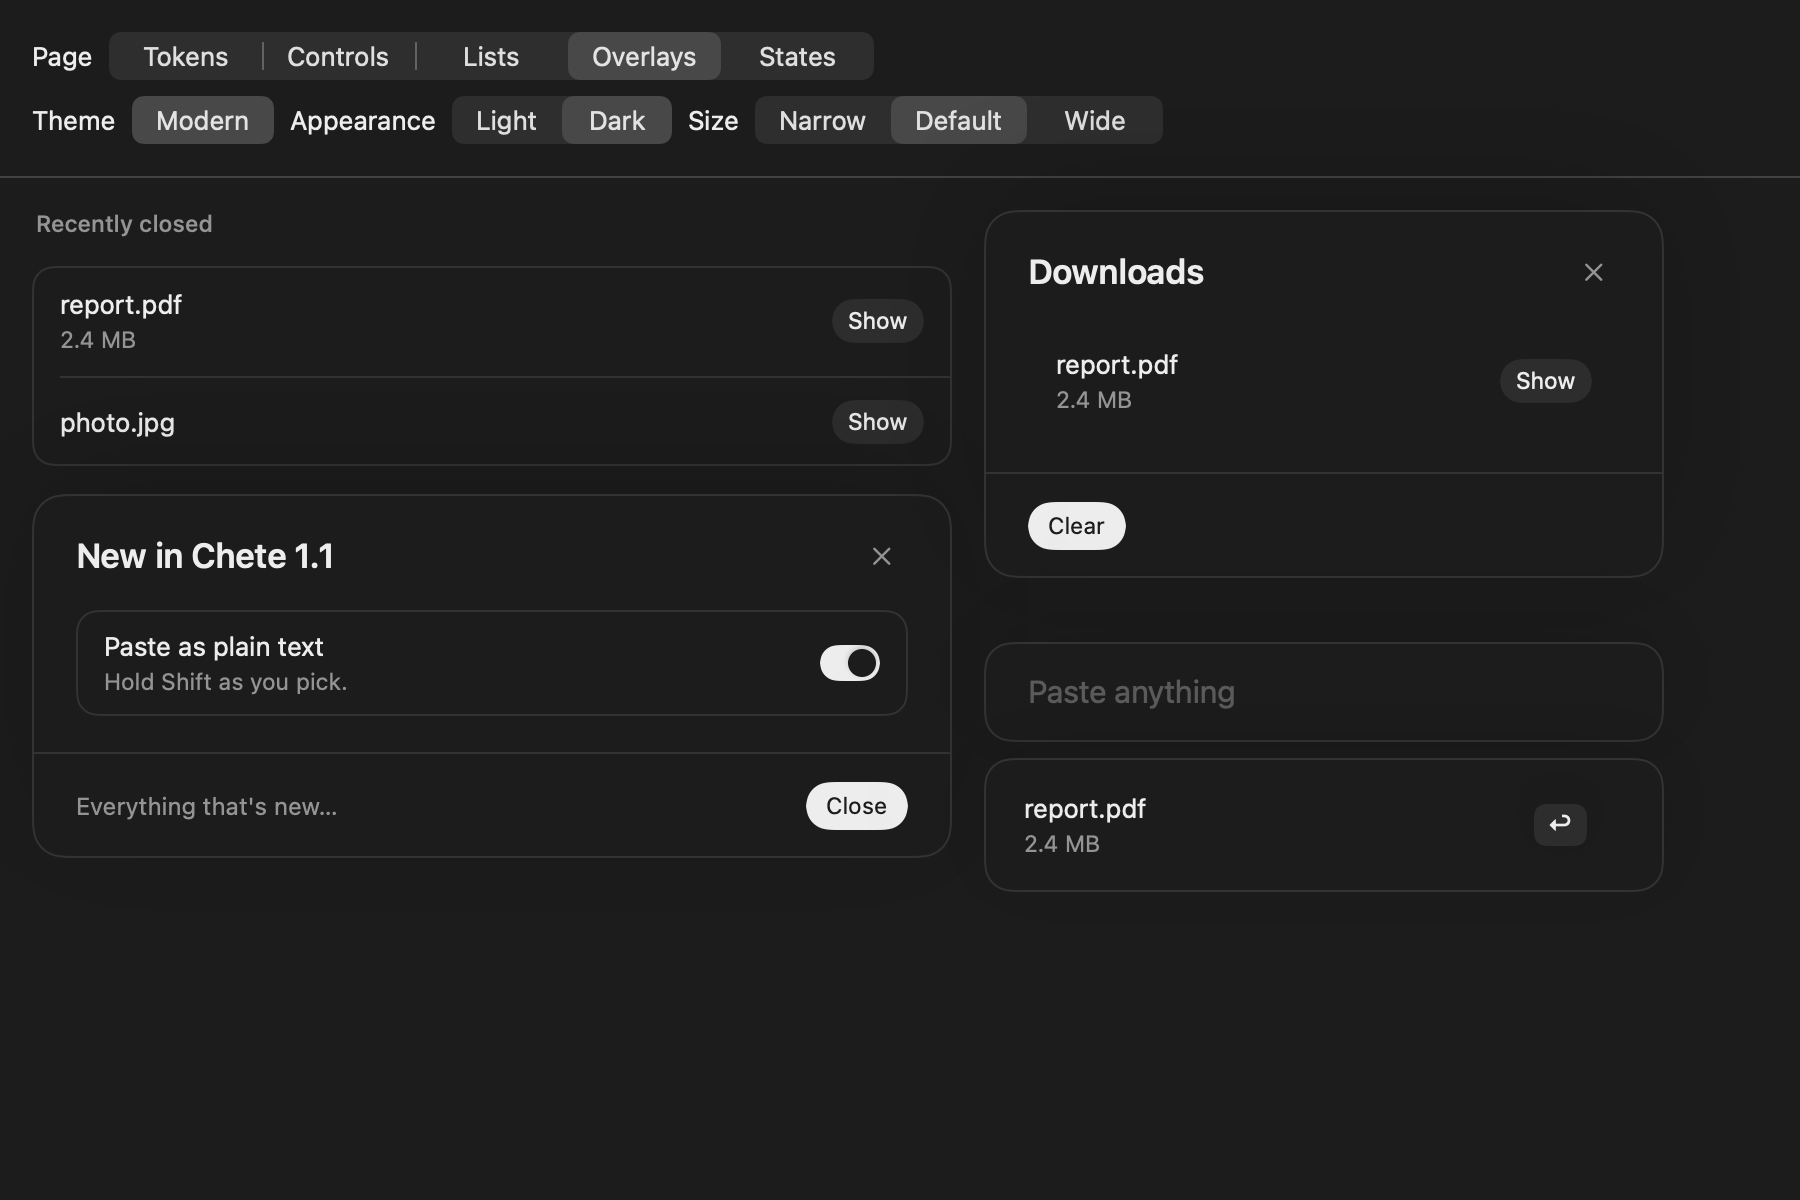 Page Tokens Controls Lists Overlays States
Theme Modern Appearance Light Dark Size Narrow Default Wide
Recently closed
report.pdf
2.4 MB
Show
photo.jpg
Show
New in Chete 1.1
Paste as plain text
Hold Shift as you pick.
Everything that's new...
Close
Downloads
report.pdf
2.4 MB
Show
Clear
Paste anything
report.pdf
2.4 MB